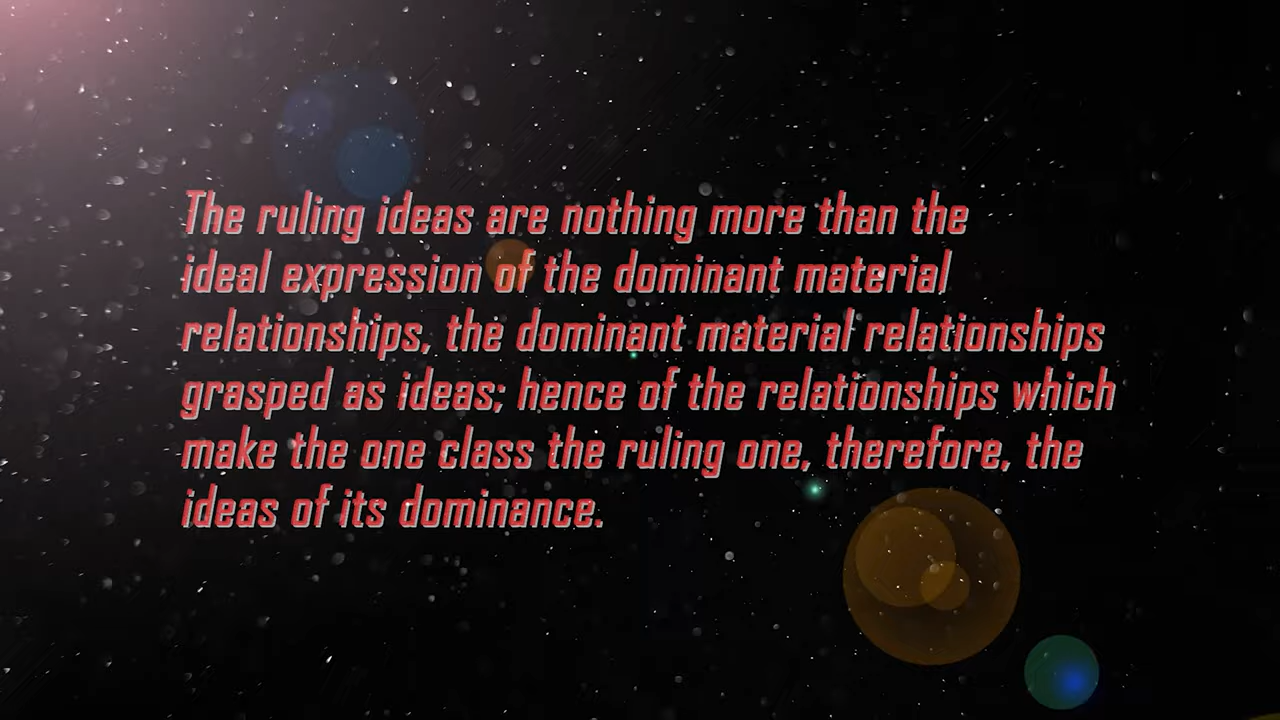 The ruling ideas are nothing more than the
ideal expression of the dominant material
relationships, the dominant material relationships
grasped as ideas; hence of the relationships which
make the one class the ruling one, therefore, the
ideas of its dominance.